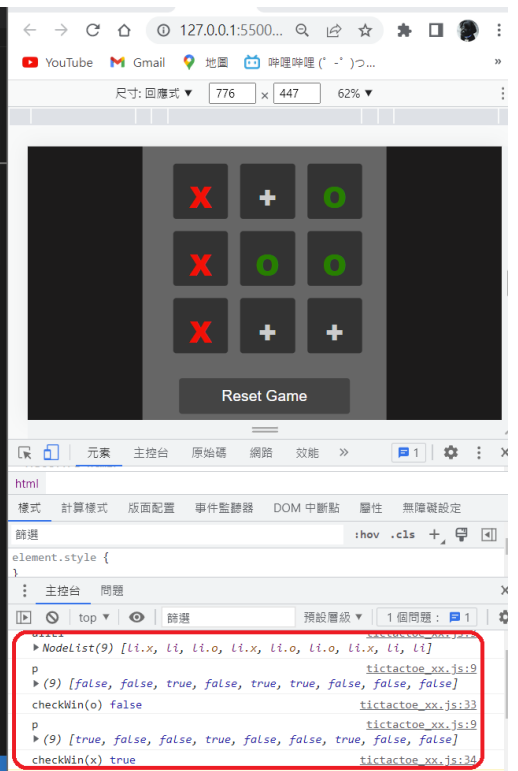 127.0.0.1:5500...
YouTube Gmail 地圖 嗶哩嗶哩 (゜-゜)つ... »
尺寸: 回應式 ▼ 776 × 447 62% ▼
x + o
x o o
x + +
Reset Game
元素 主控台 原始碼 網路 效能 » 1
html
樣式 計算樣式 版面配置 事件監聽器 DOM 中斷點 屬性 無障礙設定
篩選 :hov .cls +
element.style {
}
主控台 問題
top ▼ 篩選 預設層級 ▼ 1 個問題: 1
▶ NodeList(9) [li.x, li, li.o, li.x, li.o, li.o, li.x, li, li]
p tictactoe_xx.js:9
▶ (9) [false, false, true, false, true, true, false, false, false]
checkWin(o) false tictactoe_xx.js:33
p tictactoe_xx.js:9
▶ (9) [true, false, false, true, false, false, true, false, false]
checkWin(x) true tictactoe_xx.js:34